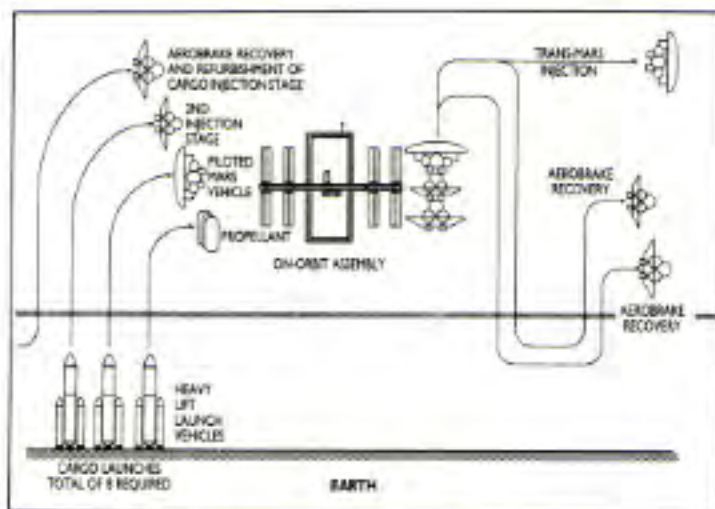 AEROBRAKE RECOVERY
AND REFURBISHMENT OF
CARGO INJECTION STAGE
2ND
INJECTION
STAGE
PILOTED
MARS
VEHICLE
PROPELLANT
ON-ORBIT ASSEMBLY
TRANS-MARS
INJECTION
AEROBRAKE
RECOVERY
AEROBRAKE
RECOVERY
HEAVY
LIFT
LAUNCH
VEHICLES
CARGO LAUNCHES
TOTAL OF 8 REQUIRED
EARTH